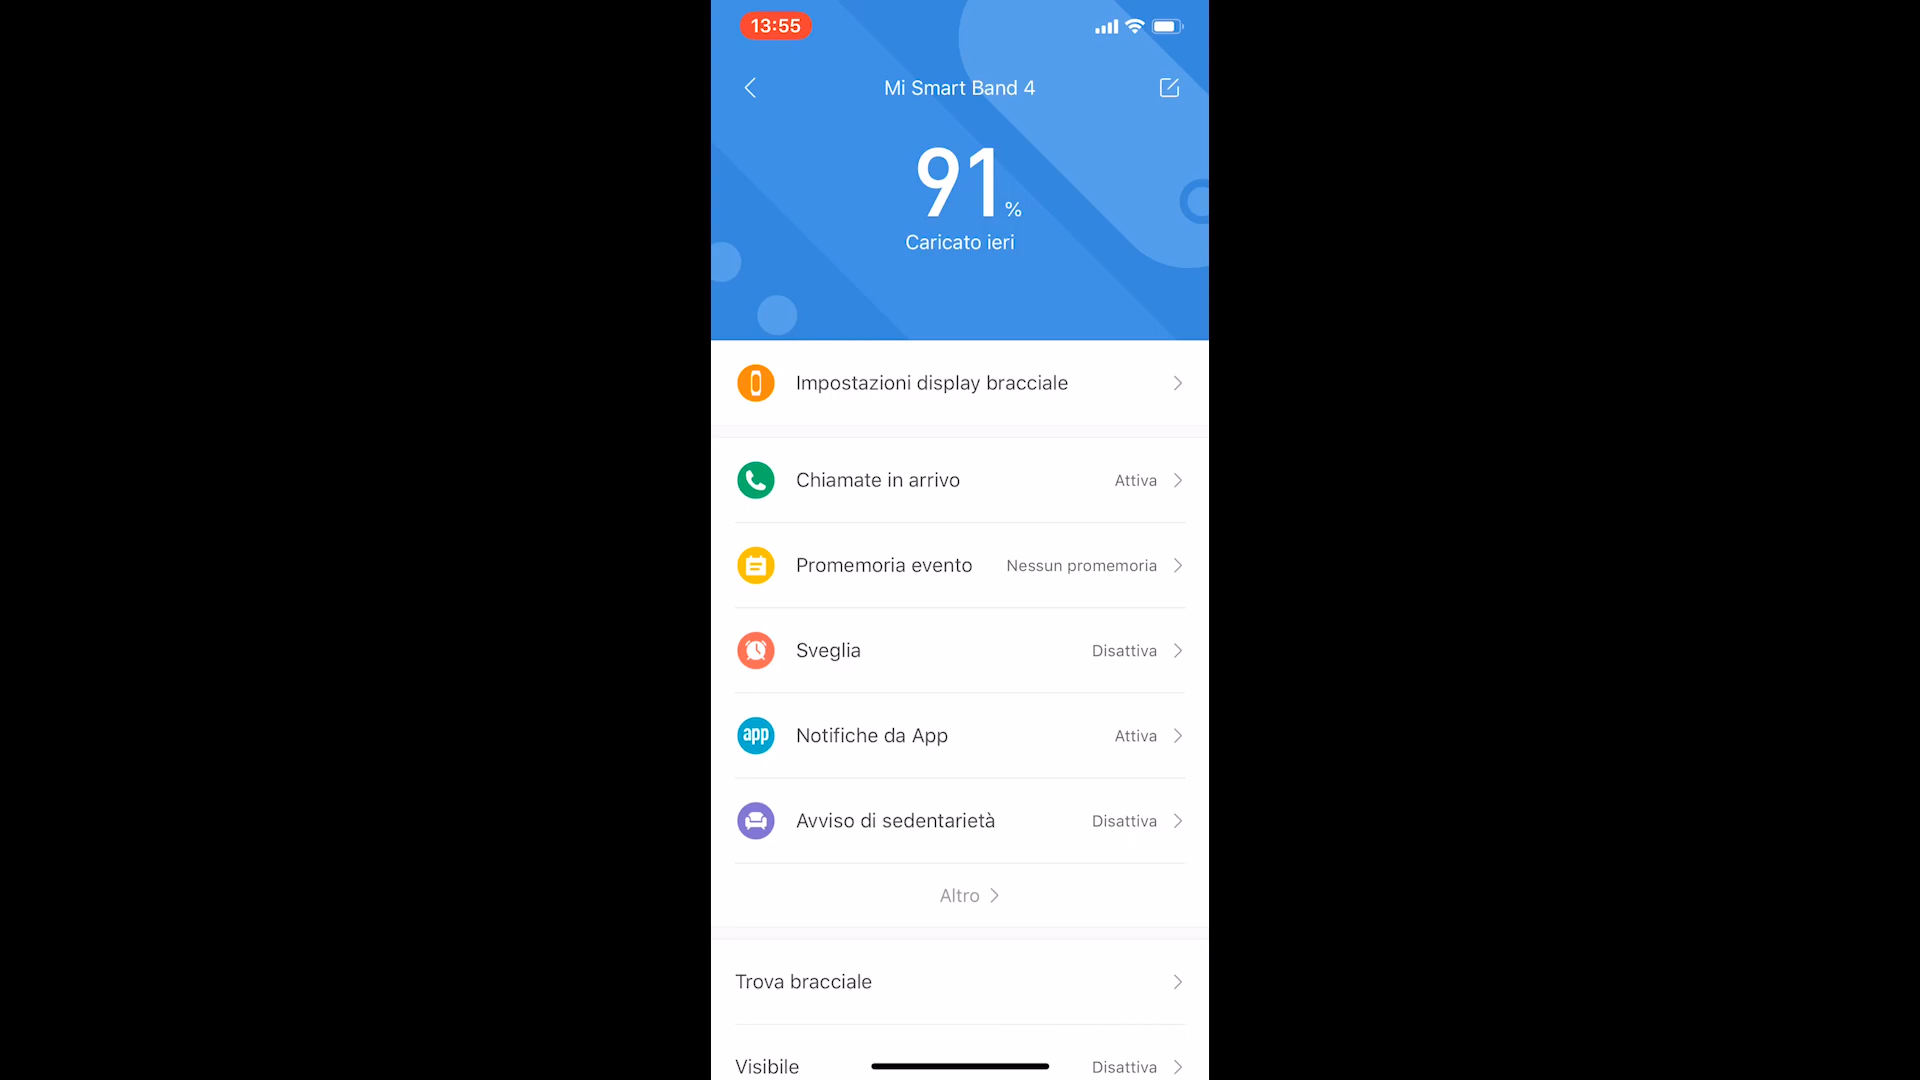 13:55
Mi Smart Band 4
91%
Caricato ieri
Impostazioni display bracciale
Chiamate in arrivo Attiva
Promemoria evento Nessun promemoria
Sveglia Disattiva
app Notifiche da App Attiva
Avviso di sedentarietà Disattiva
Altro
Trova bracciale
Visibile Disattiva